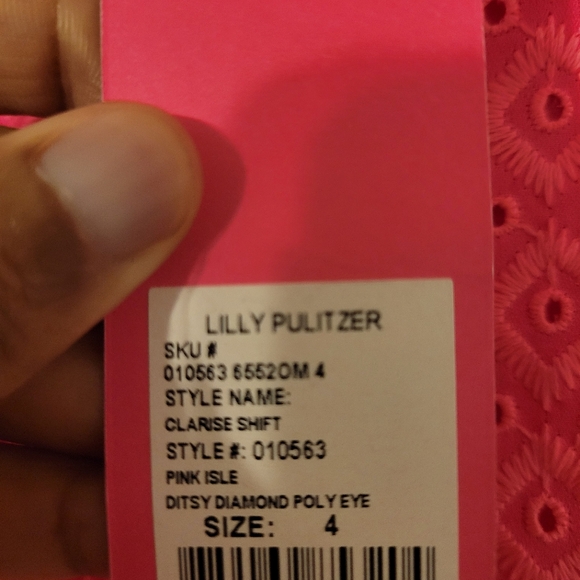 LILLY PULITZER
SKU #
010563 6552OM 4
STYLE NAME:
CLARISE SHIFT
STYLE #: 010563
PINK ISLE
DITSY DIAMOND POLY EYE
SIZE: 4